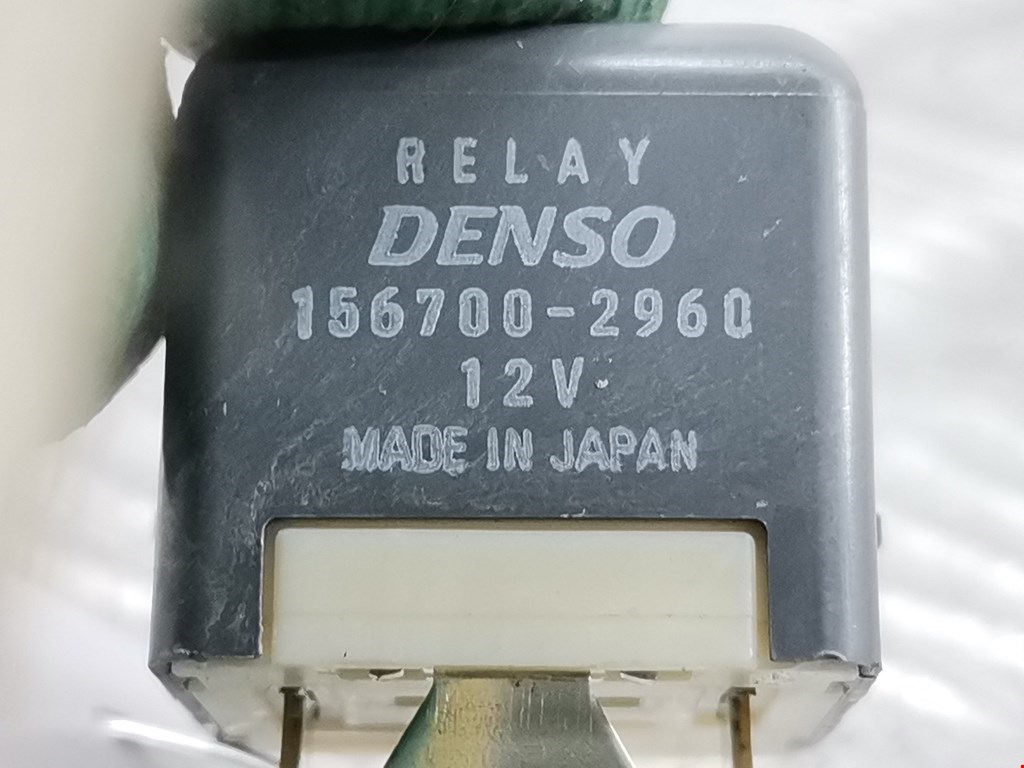 RELAY
DENSO
156700-2960
12V
MADE IN JAPAN